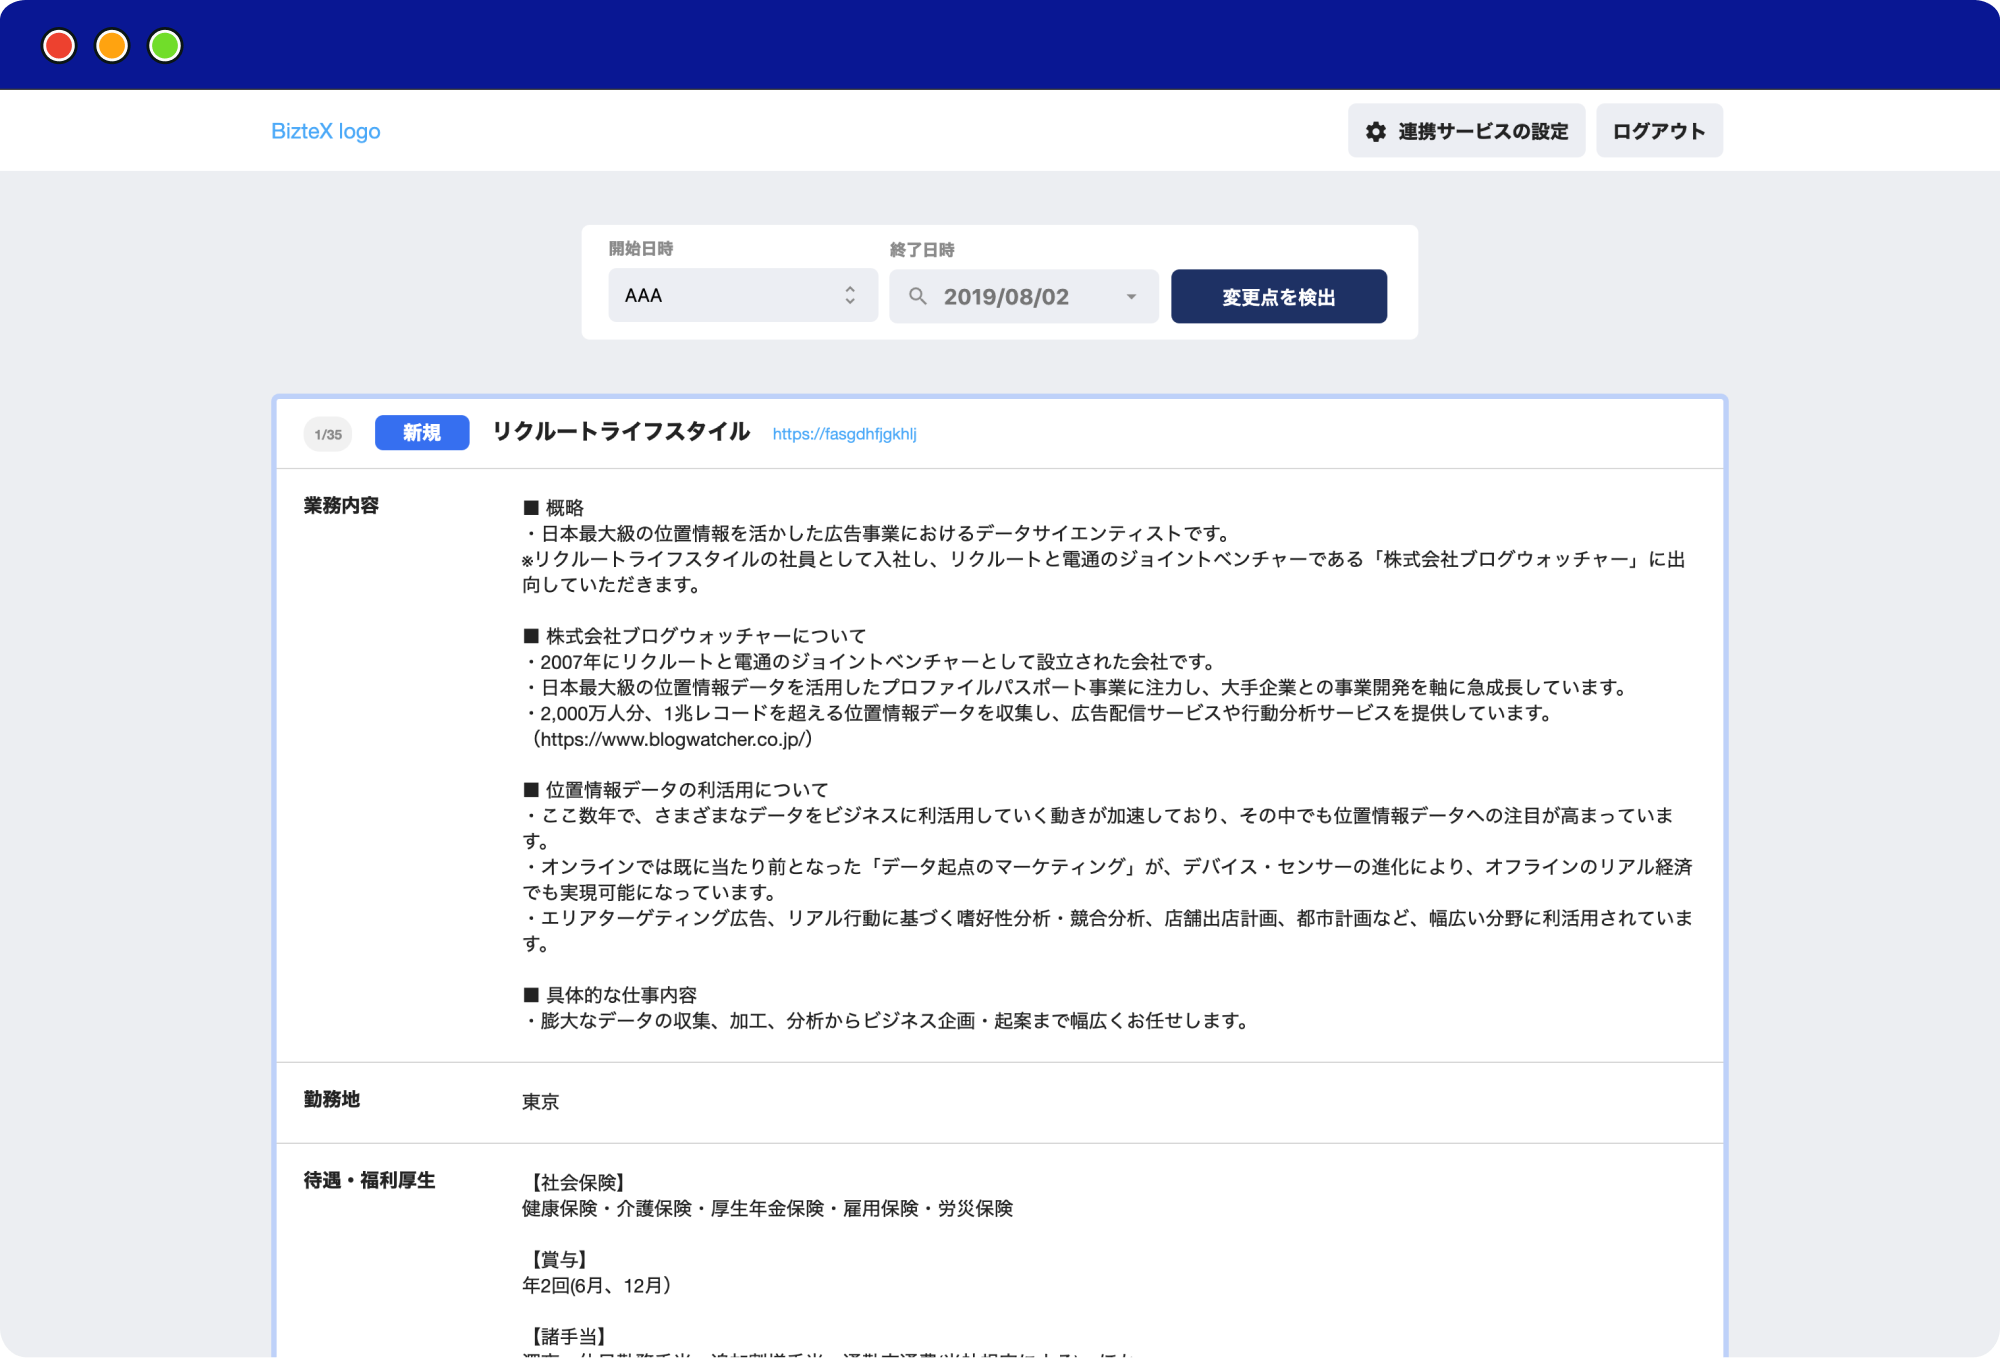 BizteX logo
連携サービスの設定
ログアウト
開始日時
終了日時
AAA
2019/08/02
変更点を検出
1/35
新規
リクルートライフスタイル
https://fasgdhfjgkhlj
業務内容
■ 概略
・日本最大級の位置情報を活かした広告事業におけるデータサイエンティストです。
※リクルートライフスタイルの社員として入社し、リクルートと電通のジョイントベンチャーである「株式会社ブログウォッチャー」に出
向していただきます。
■ 株式会社ブログウォッチャーについて
・2007年にリクルートと電通のジョイントベンチャーとして設立された会社です。
・日本最大級の位置情報データを活用したプロファイルパスポート事業に注力し、大手企業との事業開発を軸に急成長しています。
・2,000万人分、1兆レコードを超える位置情報データを収集し、広告配信サービスや行動分析サービスを提供しています。
（https://www.blogwatcher.co.jp/）
■ 位置情報データの利活用について
・ここ数年で、さまざまなデータをビジネスに利活用していく動きが加速しており、その中でも位置情報データへの注目が高まっていま
す。
・オンラインでは既に当たり前となった「データ起点のマーケティング」が、デバイス・センサーの進化により、オフラインのリアル経済
でも実現可能になっています。
・エリアターゲティング広告、リアル行動に基づく嗜好性分析・競合分析、店舗出店計画、都市計画など、幅広い分野に利活用されていま
す。
■ 具体的な仕事内容
・膨大なデータの収集、加工、分析からビジネス企画・起案まで幅広くお任せします。
勤務地
東京
待遇・福利厚生
【社会保険】
健康保険・介護保険・厚生年金保険・雇用保険・労災保険
【賞与】
年2回(6月、12月）
【諸手当】